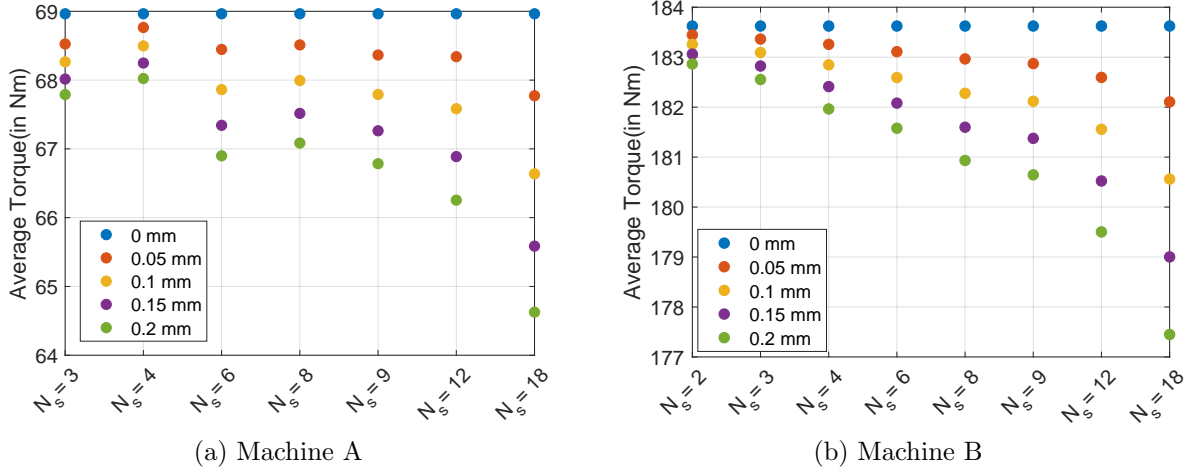 69
68
67
66
65
64
Average Torque(in Nm)
0 mm
0.05 mm
0.1 mm
0.15 mm
0.2 mm
N_s = 3
N_s = 4
N_s = 6
N_s = 8
N_s = 9
N_s = 12
N_s = 18
(a) Machine A
184
183
182
181
180
179
178
177
Average Torque(in Nm)
0 mm
0.05 mm
0.1 mm
0.15 mm
0.2 mm
N_s = 2
N_s = 3
N_s = 4
N_s = 6
N_s = 8
N_s = 9
N_s = 12
N_s = 18
(b) Machine B